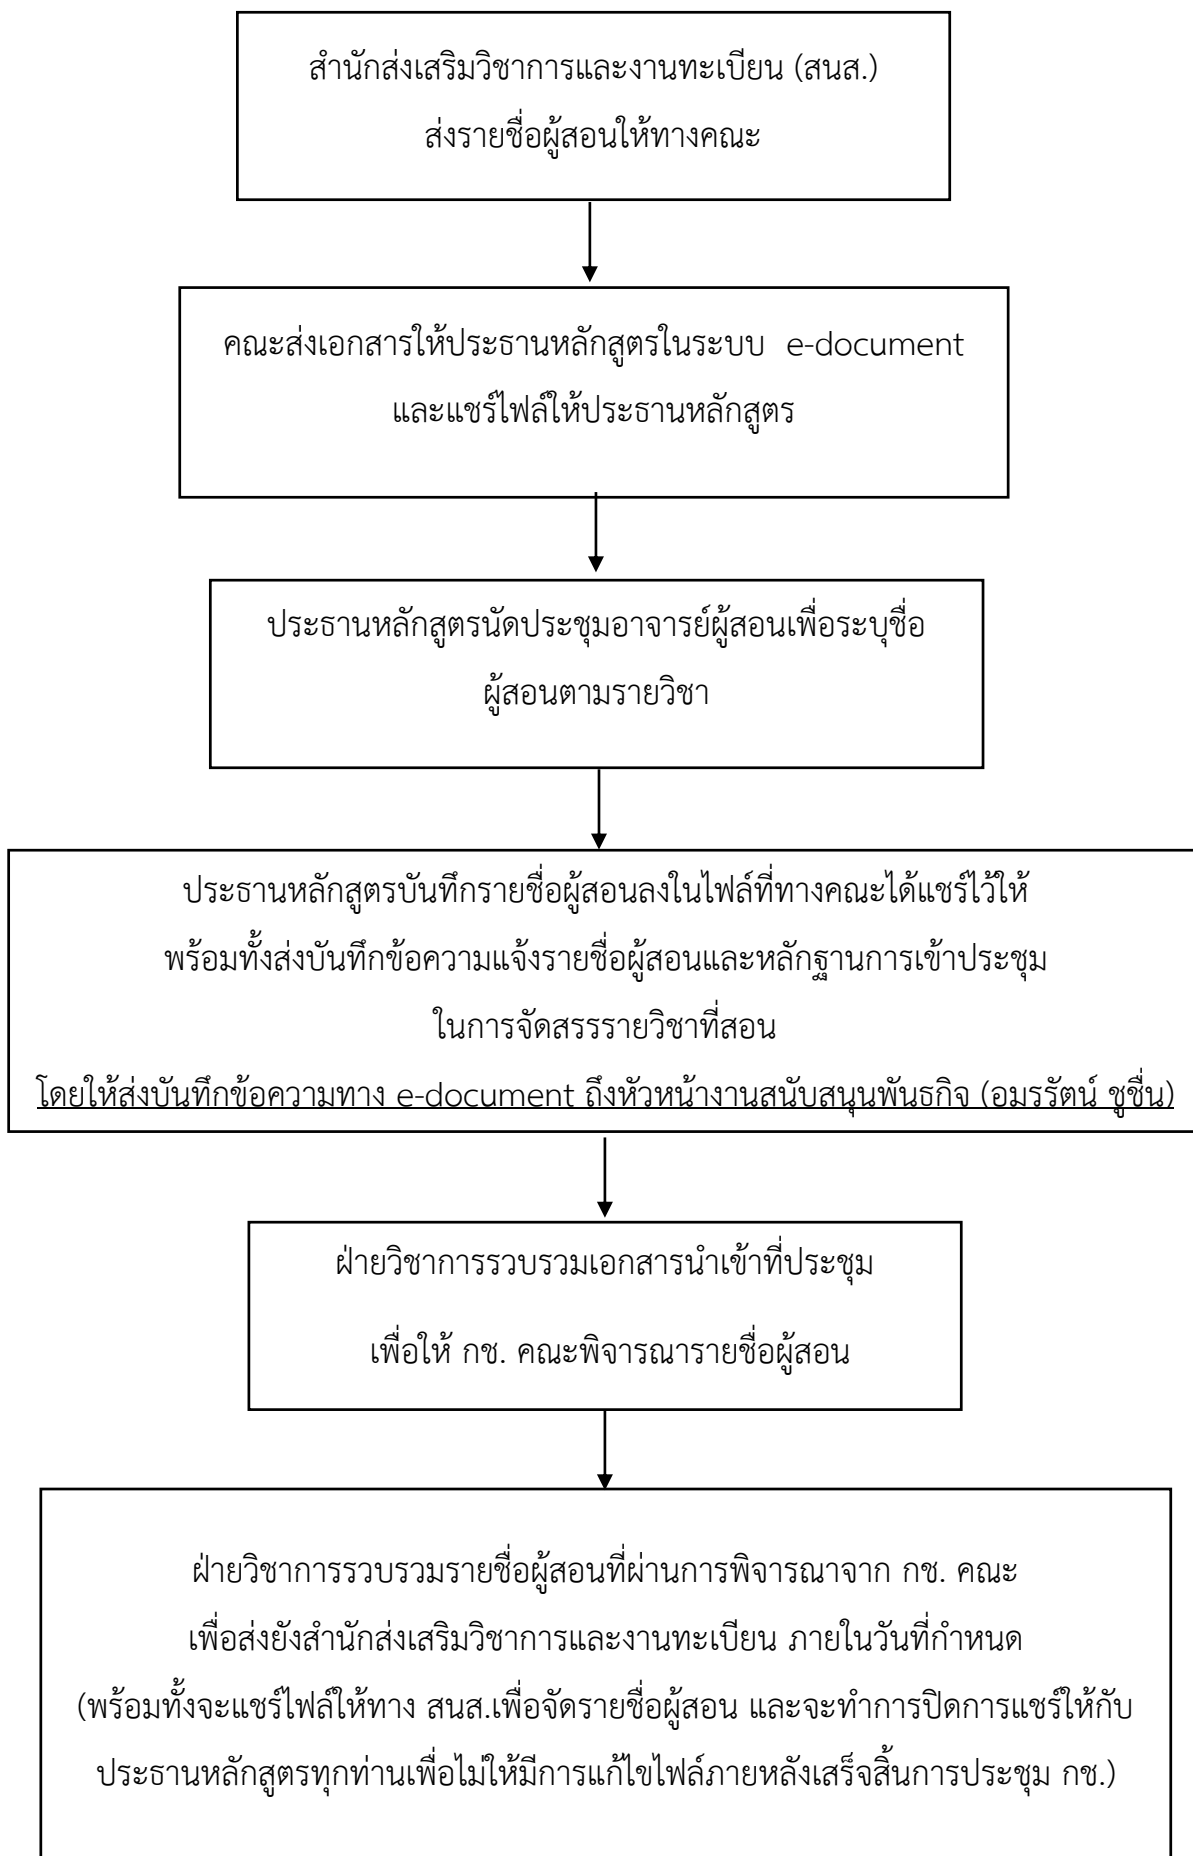 สำนักส่งเสริมวิชาการและงานทะเบียน (สนส.)
ส่งรายชื่อผู้สอนให้ทางคณะ
คณะส่งเอกสารให้ประธานหลักสูตรในระบบ e-document
และแชร์ไฟล์ให้ประธานหลักสูตร
ประธานหลักสูตรนัดประชุมอาจารย์ผู้สอนเพื่อระบุชื่อ
ผู้สอนตามรายวิชา
ประธานหลักสูตรบันทึกรายชื่อผู้สอนลงในไฟล์ที่ทางคณะได้แชร์ไว้ให้
พร้อมทั้งส่งบันทึกข้อความแจ้งรายชื่อผู้สอนและหลักฐานการเข้าประชุม
ในการจัดสรรรายวิชาที่สอน
โดยให้ส่งบันทึกข้อความทาง e-document ถึงหัวหน้างานสนับสนุนพันธกิจ (อมรรัตน์ ชูชื่น)
ฝ่ายวิชาการรวบรวมเอกสารนำเข้าที่ประชุม
เพื่อให้ กช. คณะพิจารณารายชื่อผู้สอน
ฝ่ายวิชาการรวบรวมรายชื่อผู้สอนที่ผ่านการพิจารณาจาก กช. คณะ
เพื่อส่งยังสำนักส่งเสริมวิชาการและงานทะเบียน ภายในวันที่กำหนด
(พร้อมทั้งจะแชร์ไฟล์ให้ทาง สนส.เพื่อจัดรายชื่อผู้สอน และจะทำการปิดการแชร์ให้กับ
ประธานหลักสูตรทุกท่านเพื่อไม่ให้มีการแก้ไขไฟล์ภายหลังเสร็จสิ้นการประชุม กช.)